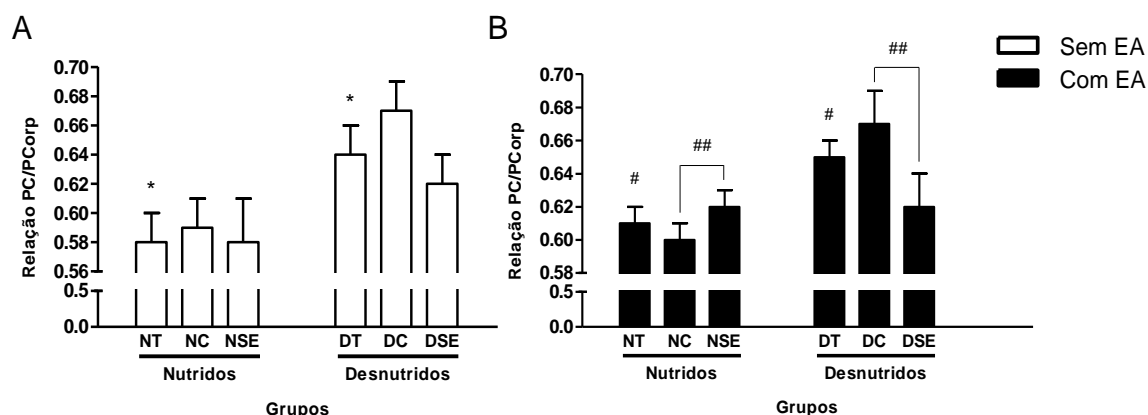 A
Relação PC/PCorp
0.70
0.68
0.66
0.64
0.62
0.60
0.58
0.56
0.5
0.0
*
*
NT NC NSE DT DC DSE
Nutridos Desnutridos
Grupos
B
Relação PC/PCorp
0.70
0.68
0.66
0.64
0.62
0.60
0.58
0.5
0.0
#
##
#
##
NT NC NSE DT DC DSE
Nutridos Desnutridos
Grupos
Sem EA
Com EA